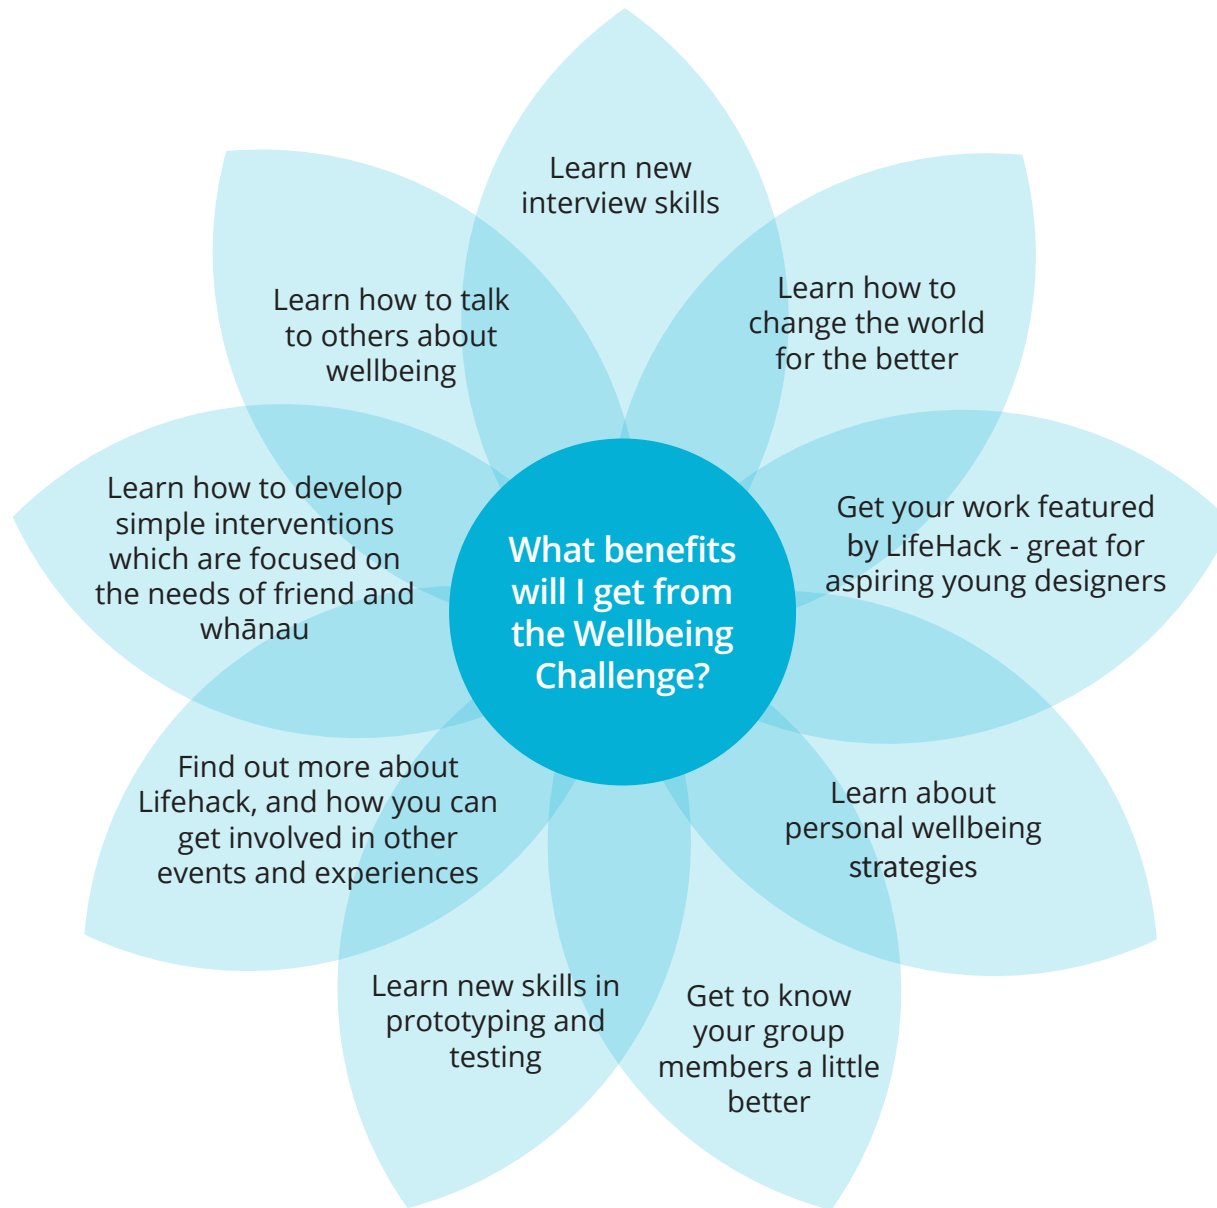 Learn new
interview skills
Learn how to
change the world
for the better
Get your work featured
by LifeHack - great for
aspiring young designers
Learn about
personal wellbeing
strategies
Get to know
your group
members a little
better
Learn new skills in
prototyping and
testing
Find out more about
Lifehack, and how you can
get involved in other
events and experiences
Learn how to develop
simple interventions
which are focused on
the needs of friend and
whānau
Learn how to talk
to others about
wellbeing
What benefits
will I get from
the Wellbeing
Challenge?